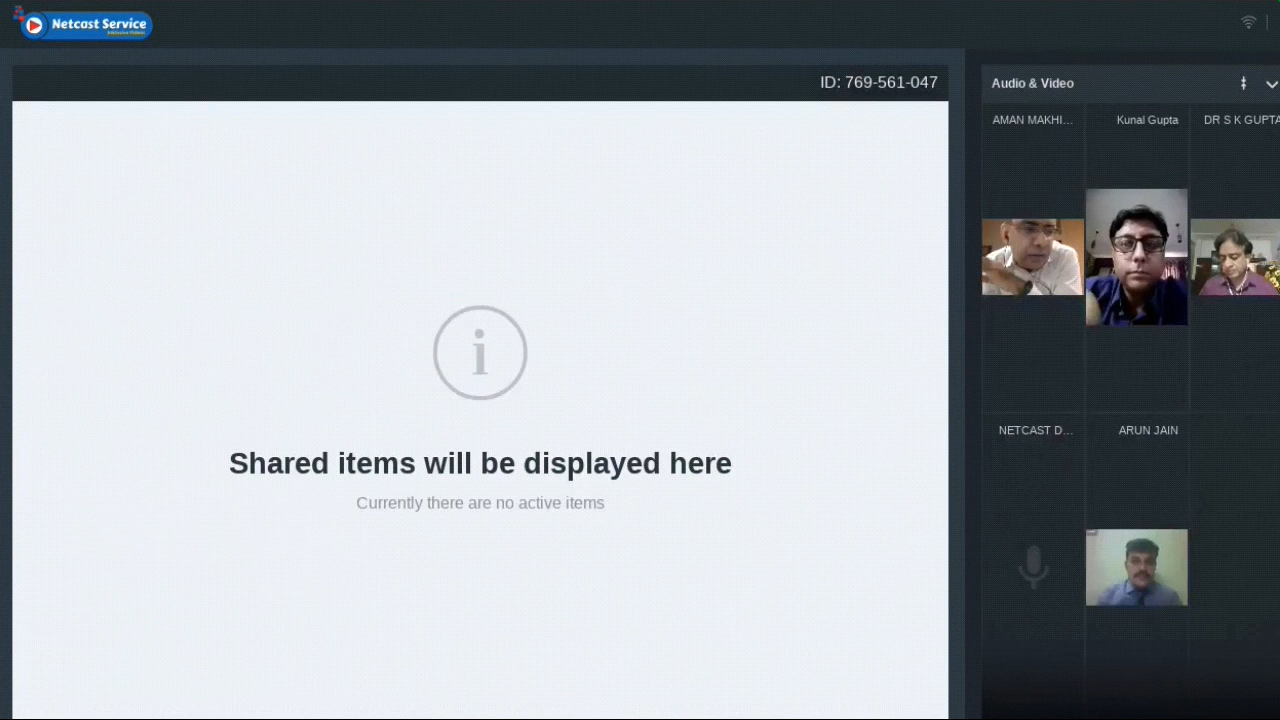 Netcast Service
ID: 769-561-047
Audio & Video
AMAN MAKHI...
Kunal Gupta
DR S K GUPTA
i
Shared items will be displayed here
Currently there are no active items
NETCAST D...
ARUN JAIN